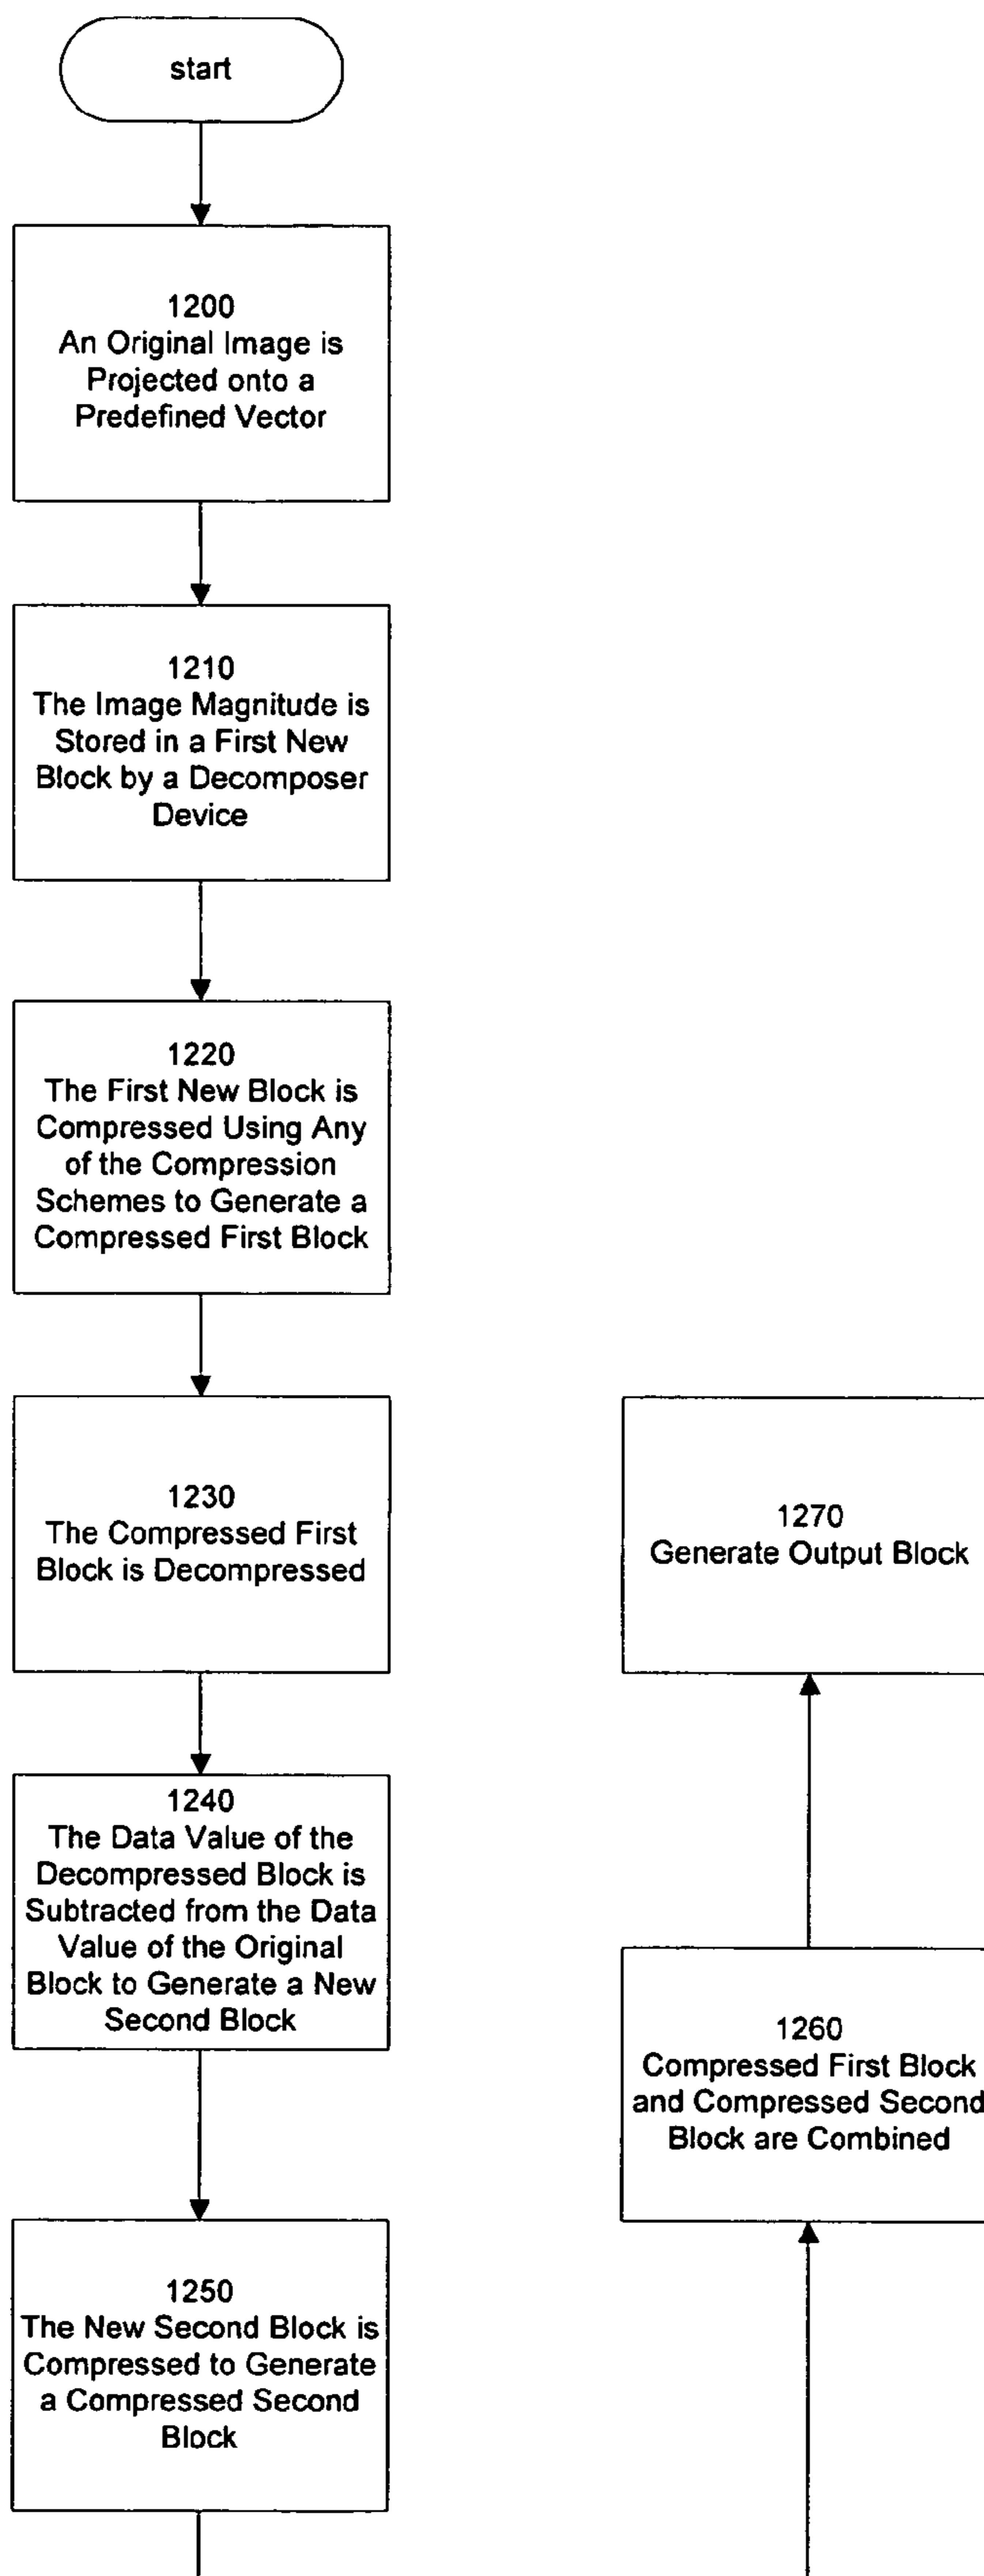 start
1200
An Original Image is
Projected onto a
Predefined Vector
1210
The Image Magnitude is
Stored in a First New
Block by a Decomposer
Device
1220
The First New Block is
Compressed Using Any
of the Compression
Schemes to Generate a
Compressed First Block
1230
The Compressed First
Block is Decompressed
1240
The Data Value of the
Decompressed Block is
Subtracted from the Data
Value of the Original
Block to Generate a New
Second Block
1250
The New Second Block is
Compressed to Generate
a Compressed Second
Block
1260
Compressed First Block
and Compressed Second
Block are Combined
1270
Generate Output Block